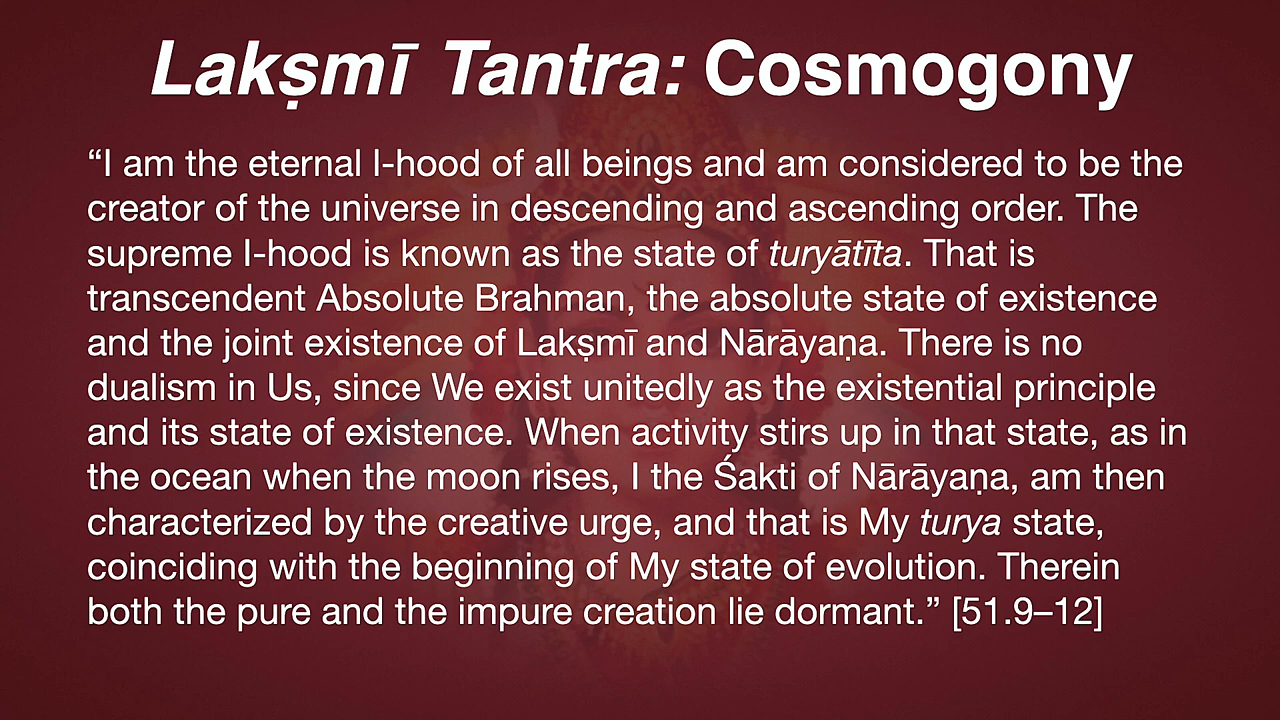 Lakṣmī Tantra: Cosmogony
“I am the eternal I-hood of all beings and am considered to be the
creator of the universe in descending and ascending order. The
supreme I-hood is known as the state of turyātīta. That is
transcendent Absolute Brahman, the absolute state of existence
and the joint existence of Lakṣmī and Nārāyaṇa. There is no
dualism in Us, since We exist unitedly as the existential principle
and its state of existence. When activity stirs up in that state, as in
the ocean when the moon rises, I the Śakti of Nārāyaṇa, am then
characterized by the creative urge, and that is My turya state,
coinciding with the beginning of My state of evolution. Therein
both the pure and the impure creation lie dormant.” [51.9–12]